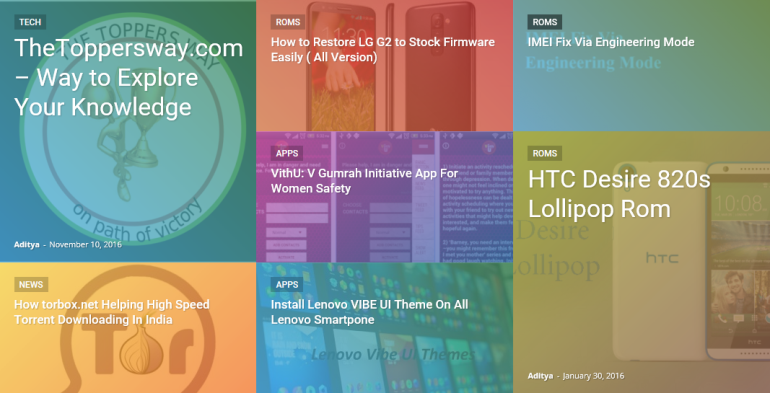 TECH
TheToppersway.com
– Way to Explore
Your Knowledge
THE TOPPERS WAY
on path of victory
Aditya - November 10, 2016
ROMS
How to Restore LG G2 to Stock Firmware
Easily ( All Version)
ROMS
IMEI Fix Via Engineering Mode
IMEI Fix Via
Engineering Mode
APPS
VithU: V Gumrah Initiative App For
Women Safety
ROMS
HTC Desire 820s
Lollipop Rom
Desire
ollipop
hTC
Aditya - January 30, 2016
NEWS
How torbox.net Helping High Speed
Torrent Downloading In India
Tor
APPS
Install Lenovo VIBE UI Theme On All
Lenovo Smartpone
Lenovo Vibe UI Themes